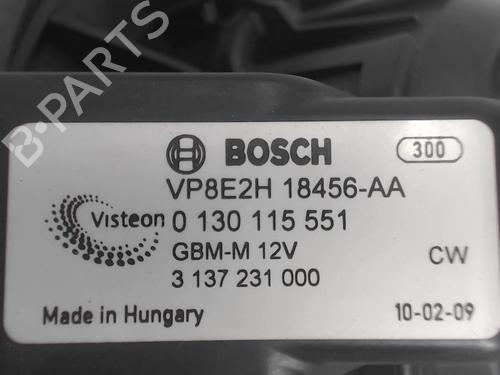 B-PARTS
BOSCH 300
VP8E2H 18456-AA
Visteon 0 130 115 551
GBM-M 12V CW
3 137 231 000
Made in Hungary 10-02-09